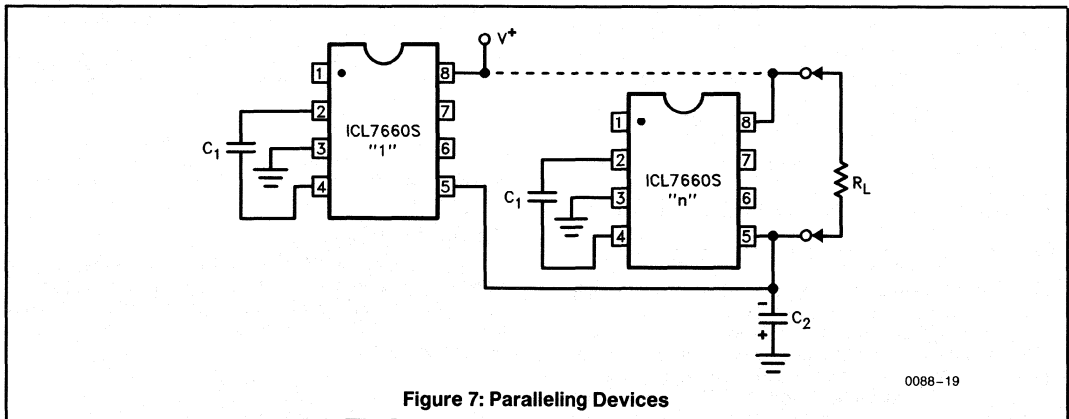 V+
1
8
2
7
ICL7660S
"1"
3
6
4
5
C1
1
8
2
7
ICL7660S
"n"
3
6
4
5
C1
RL
-
C2
+
0088-19
Figure 7: Paralleling Devices